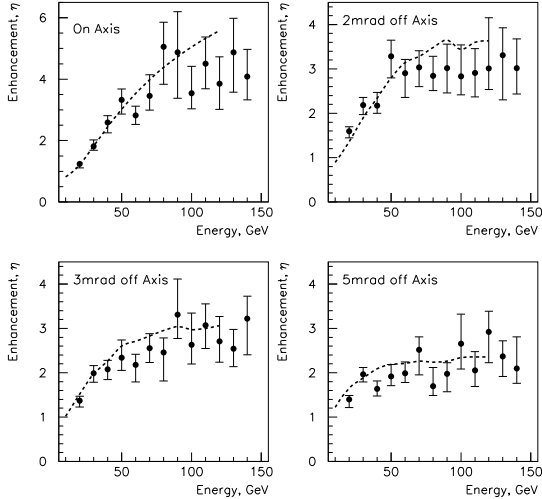 Enhancement, η
6
4
2
0
On Axis
50
100
150
Energy, GeV
Enhancement, η
4
3
2
1
0
2mrad off Axis
50
100
150
Energy, GeV
Enhancement, η
4
3
2
1
0
3mrad off Axis
50
100
150
Energy, GeV
Enhancement, η
4
3
2
1
0
5mrad off Axis
50
100
150
Energy, GeV